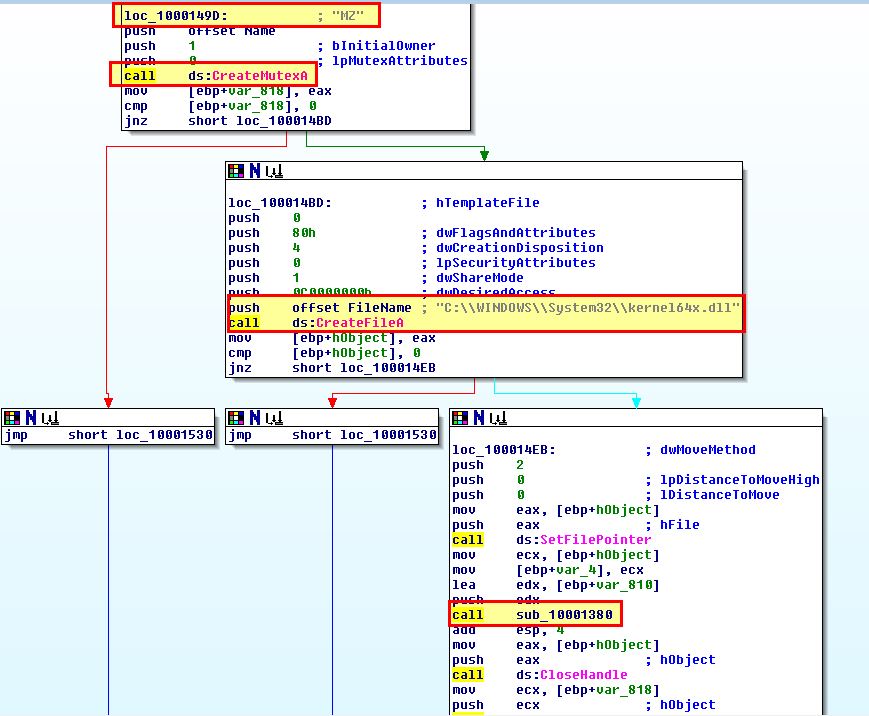 loc_1000149D: ; "MZ"
push offset Name
push 1 ; bInitialOwner
push 0 ; lpMutexAttributes
call ds:CreateMutexA
mov [ebp+var_818], eax
cmp [ebp+var_818], 0
jnz short loc_100014BD
loc_100014BD: ; hTemplateFile
push 0
push 80h ; dwFlagsAndAttributes
push 4 ; dwCreationDisposition
push 0 ; lpSecurityAttributes
push 1 ; dwShareMode
push 0C0000000h ; dwDesiredAccess
push offset FileName ; "C:\\WINDOWS\\System32\\kernel64x.dll"
call ds:CreateFileA
mov [ebp+hObject], eax
cmp [ebp+hObject], 0
jnz short loc_100014EB
jmp short loc_10001530
jmp short loc_10001530
loc_100014EB: ; dwMoveMethod
push 2
push 0 ; lpDistanceToMoveHigh
push 0 ; lDistanceToMove
mov eax, [ebp+hObject]
push eax ; hFile
call ds:SetFilePointer
mov ecx, [ebp+hObject]
mov [ebp+var_4], ecx
lea edx, [ebp+var_810]
push edx
call sub_10001380
add esp, 4
mov eax, [ebp+hObject]
push eax ; hObject
call ds:CloseHandle
mov ecx, [ebp+var_818]
push ecx ; hObject